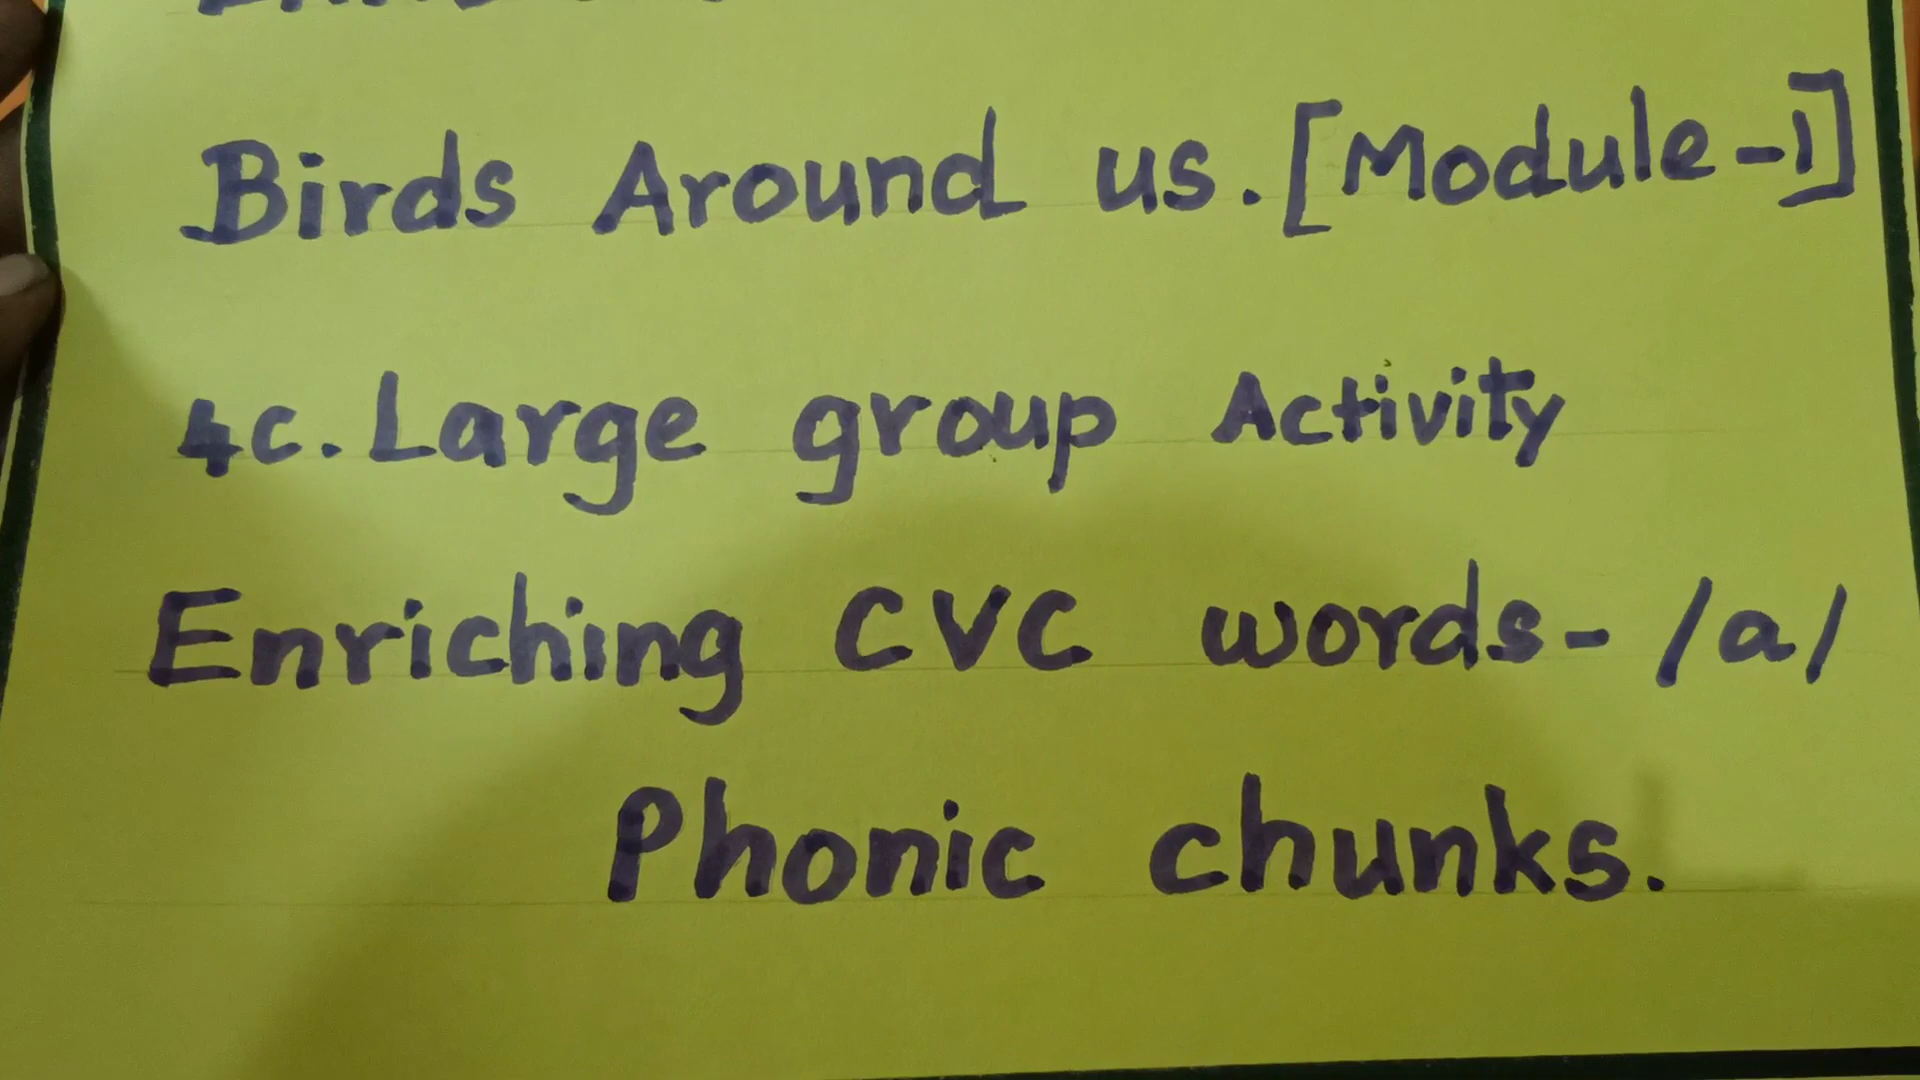 Birds Around us. [Module-1]
4c. Large group Activity
Enriching CVC words- /a/
Phonic chunks.